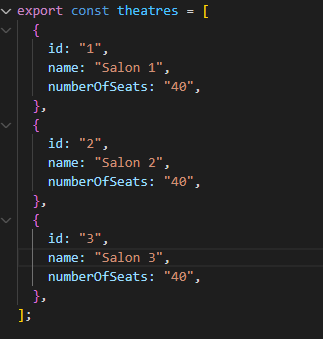 export const theatres = [
  {
    id: "1",
    name: "Salon 1",
    numberOfSeats: "40",
  },
  {
    id: "2",
    name: "Salon 2",
    numberOfSeats: "40",
  },
  {
    id: "3",
    name: "Salon 3",
    numberOfSeats: "40",
  },
];